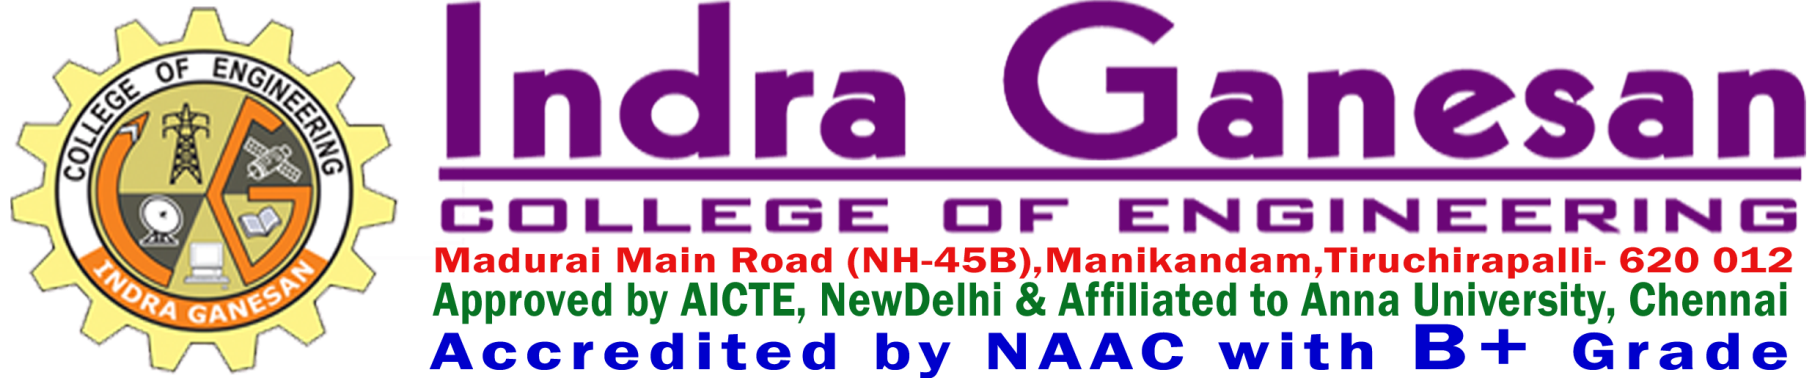 COLLEGE OF ENGINEERING
INDRA GANESAN
Indra Ganesan
COLLEGE OF ENGINEERING
Madurai Main Road (NH-45B),Manikandam,Tiruchirapalli- 620 012
Approved by AICTE, NewDelhi & Affiliated to Anna University, Chennai
Accredited by NAAC with B+ Grade